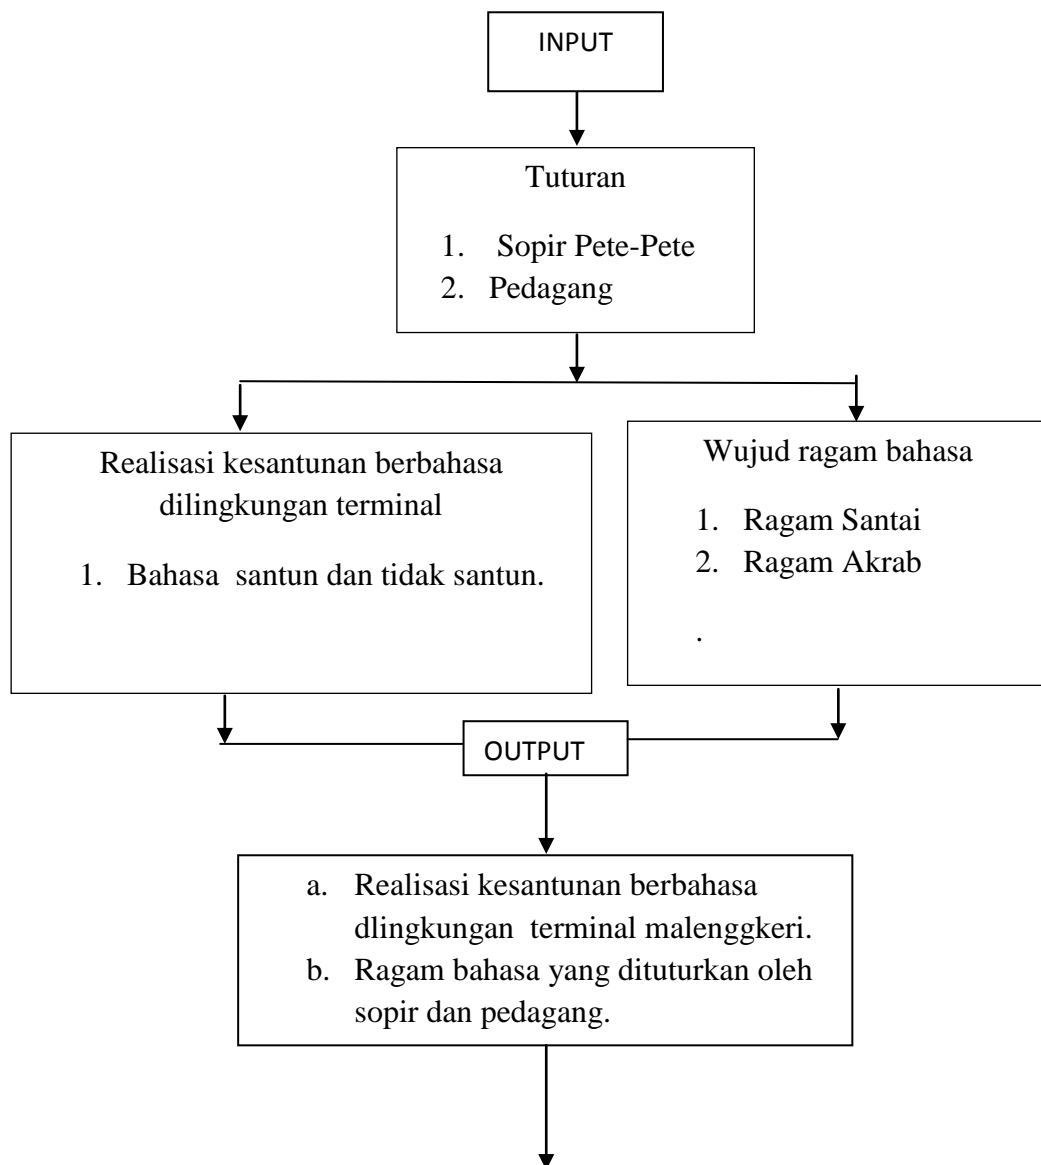 INPUT
Tuturan
1. Sopir Pete-Pete
2. Pedagang
Realisasi kesantunan berbahasa
dilingkungan terminal
1. Bahasa santun dan tidak santun.
Wujud ragam bahasa
1. Ragam Santai
2. Ragam Akrab
.
OUTPUT
a. Realisasi kesantunan berbahasa
dlingkungan terminal malenggkeri.
b. Ragam bahasa yang dituturkan oleh
sopir dan pedagang.